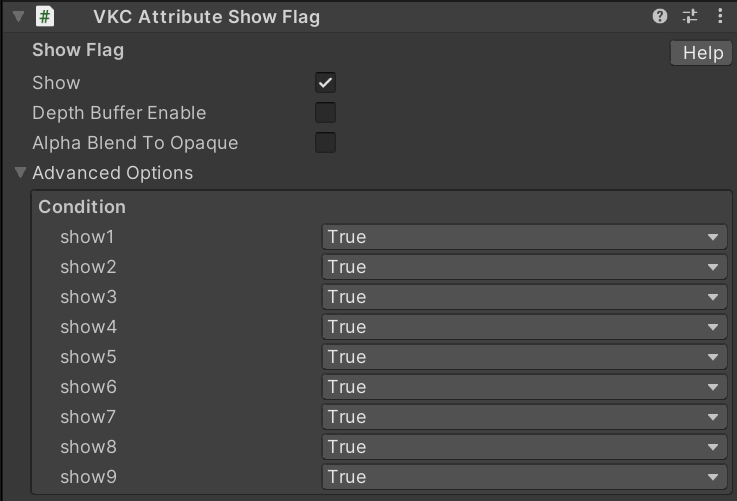 # VKC Attribute Show Flag
Show Flag
Help
Show
Depth Buffer Enable
Alpha Blend To Opaque
Advanced Options
Condition
show1 True
show2 True
show3 True
show4 True
show5 True
show6 True
show7 True
show8 True
show9 True